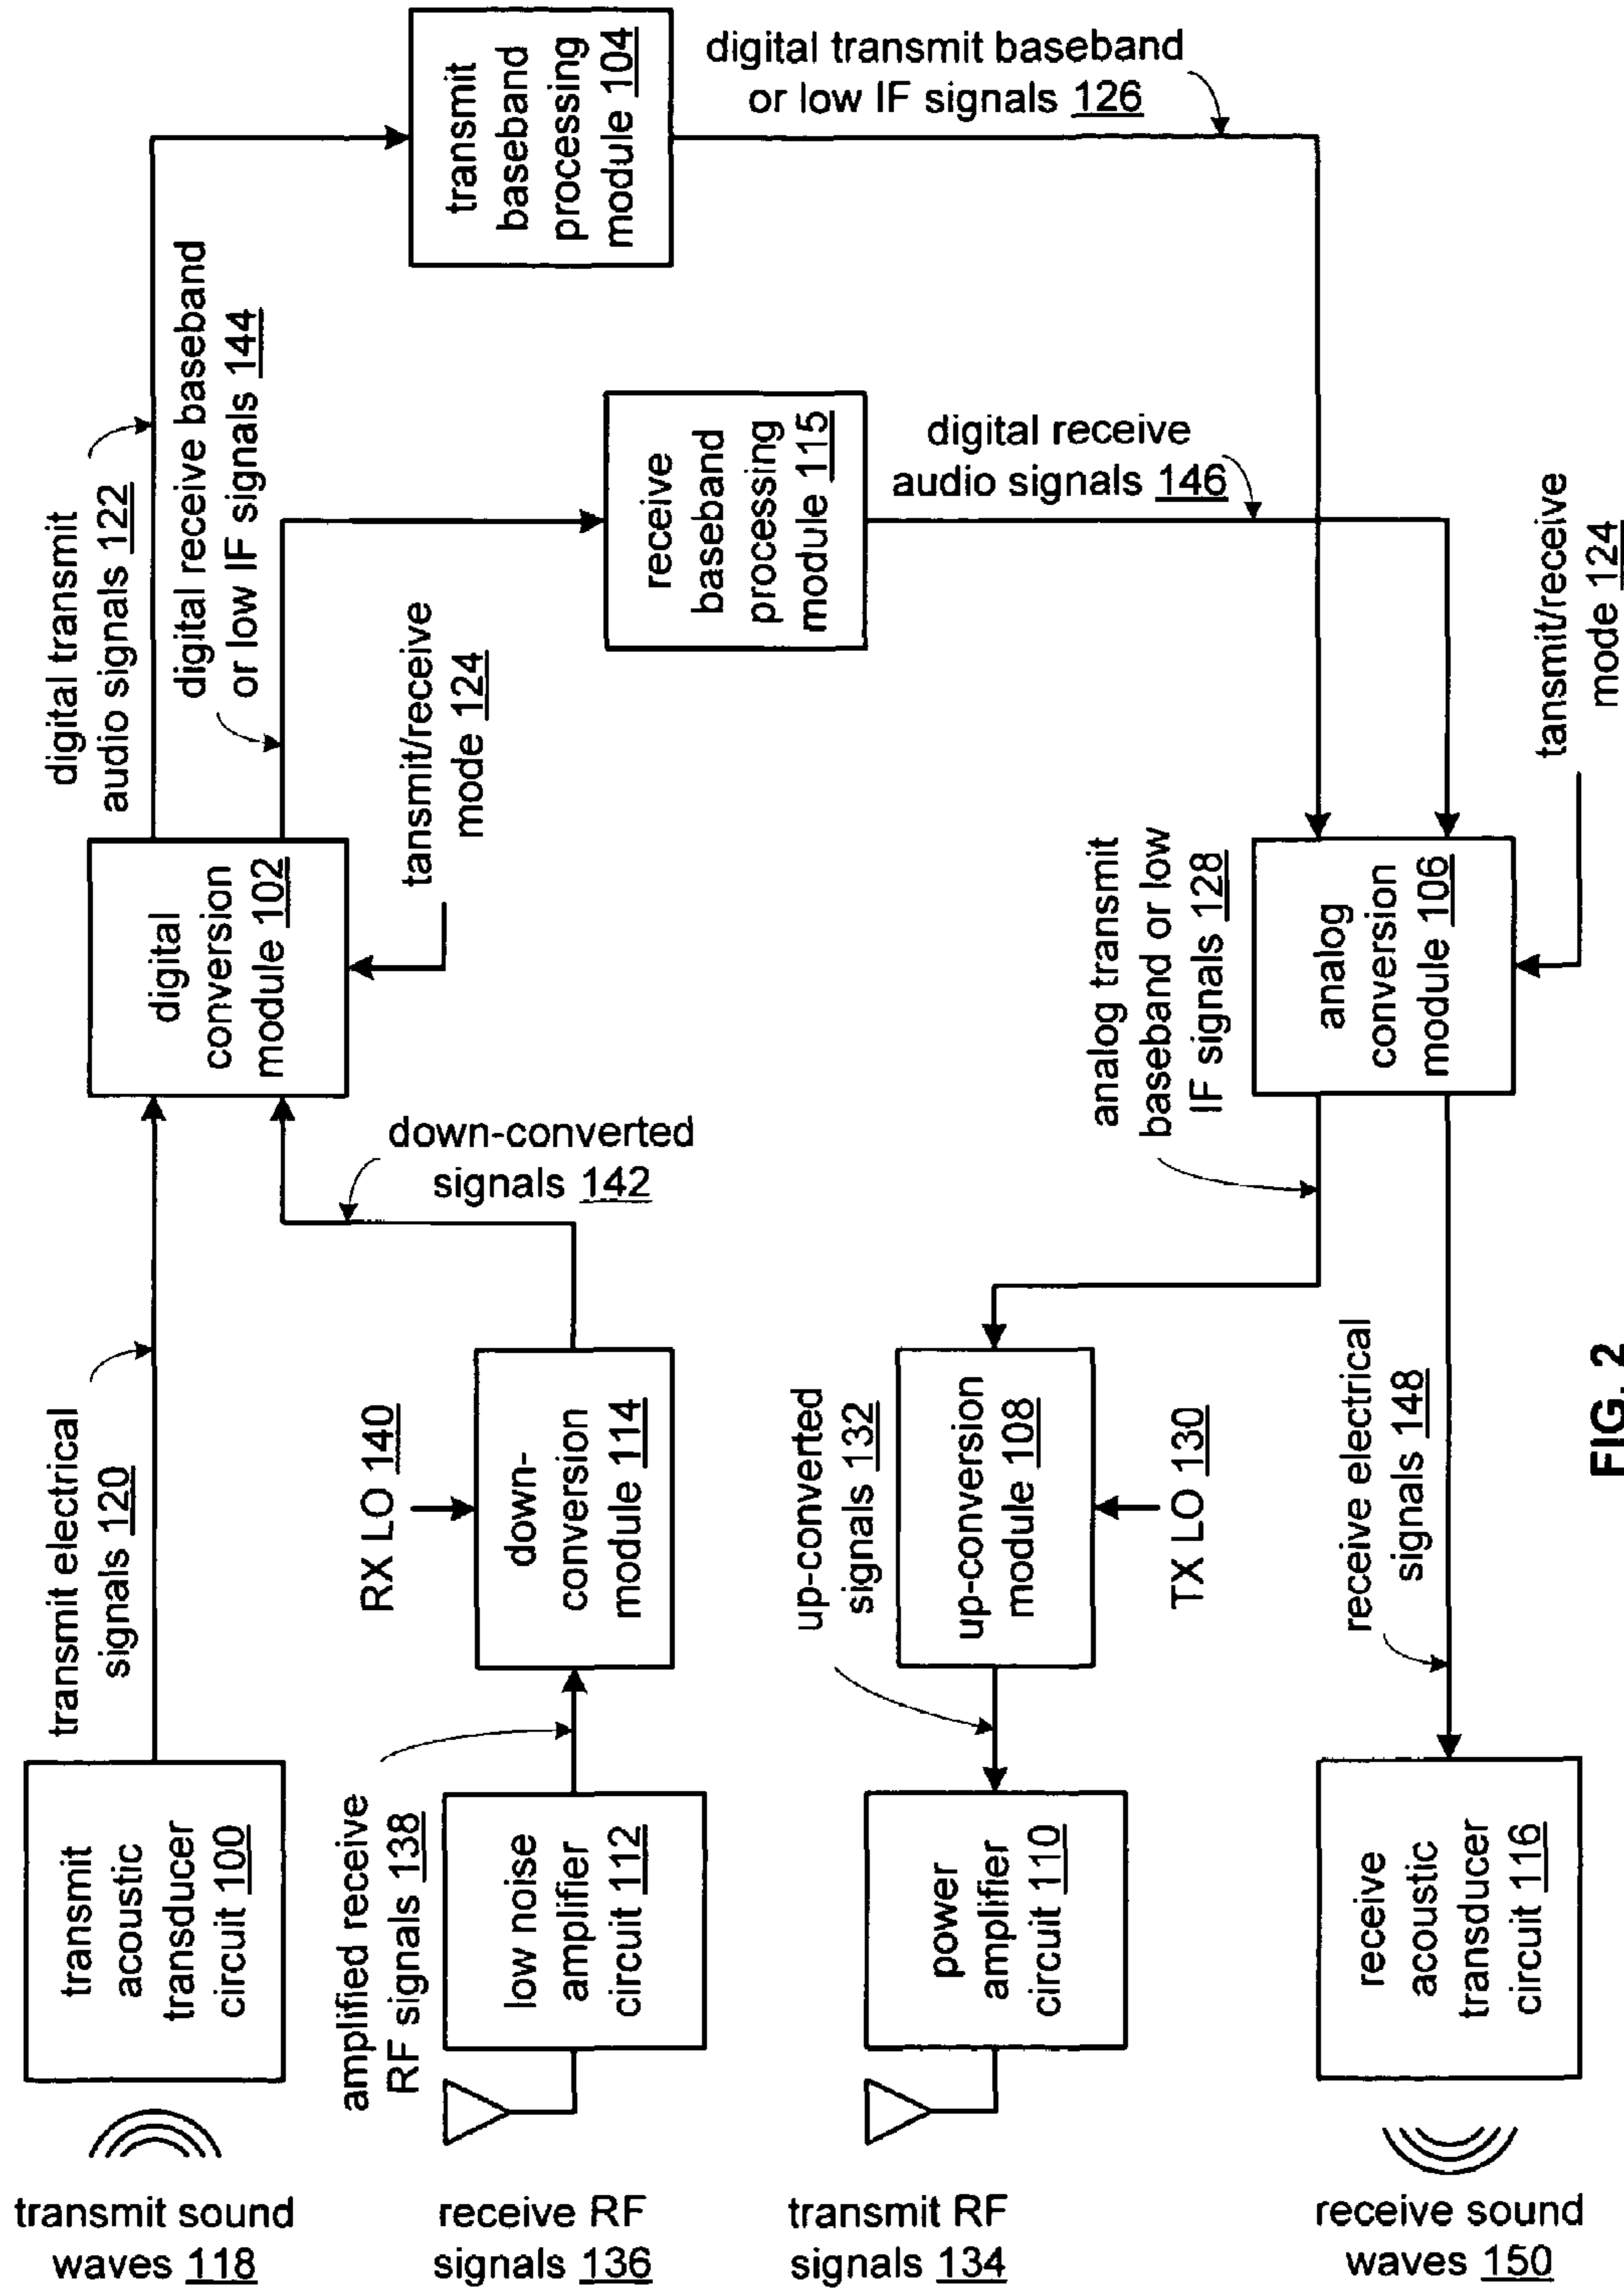 transmit sound
waves 118
transmit
acoustic
transducer
circuit 100
transmit electrical
signals 120
digital
conversion
module 102
digital transmit
audio signals 122
digital receive baseband
or low IF signals 144
tansmit/receive
mode 124
transmit
baseband
processing
module 104
digital transmit baseband
or low IF signals 126
receive RF
signals 136
low noise
amplifier
circuit 112
amplified receive
RF signals 138
RX LO 140
down-
conversion
module 114
down-converted
signals 142
receive
baseband
processing
module 115
digital receive
audio signals 146
transmit RF
signals 134
power
amplifier
circuit 110
up-converted
signals 132
up-conversion
module 108
TX LO 130
analog transmit
baseband or low
IF signals 128
analog
conversion
module 106
tansmit/receive
mode 124
receive sound
waves 150
receive
acoustic
transducer
circuit 116
receive electrical
signals 148
FIG. 2